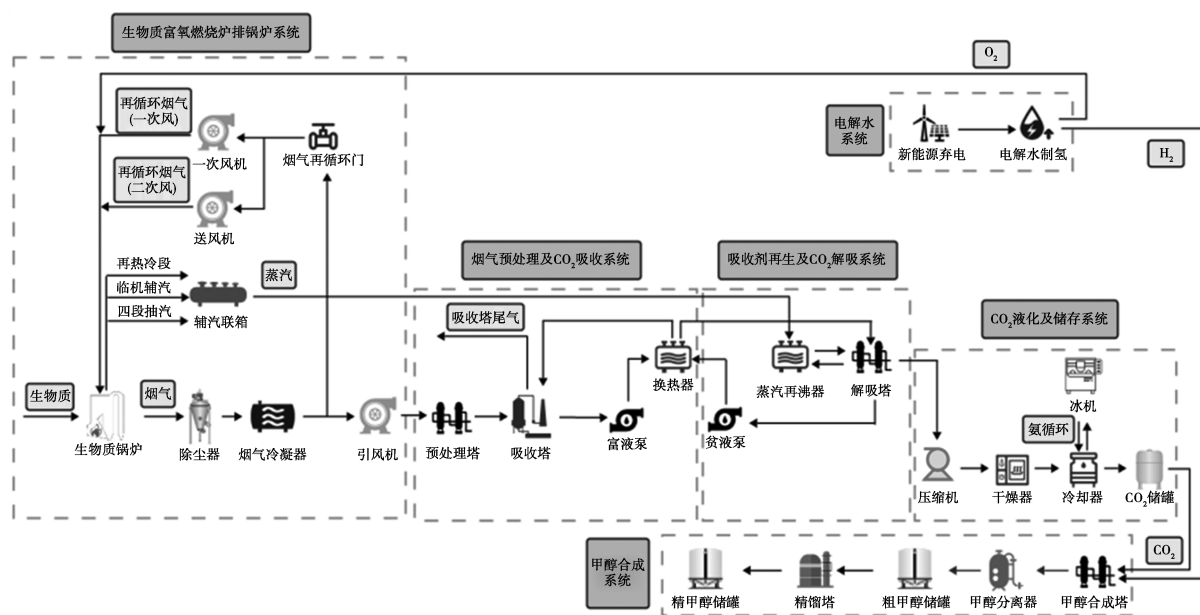 生物质富氧燃烧炉排锅炉系统
O₂
再循环烟气
(一次风)
一次风机
烟气再循环门
电解水
系统
新能源弃电
电解水制氢
H₂
再循环烟气
(二次风)
送风机
再热冷段
临机辅汽
四段抽汽
辅汽联箱
蒸汽
烟气预处理及CO₂吸收系统
吸收剂再生及CO₂解吸系统
吸收塔尾气
换热器
蒸汽再沸器
解吸塔
CO₂液化及储存系统
冰机
氨循环
生物质
生物质锅炉
烟气
除尘器
烟气冷凝器
引风机
预处理塔
吸收塔
富液泵
贫液泵
压缩机
干燥器
冷却器
CO₂储罐
甲醇合成
系统
精甲醇储罐
精馏塔
粗甲醇储罐
甲醇分离器
甲醇合成塔
CO₂